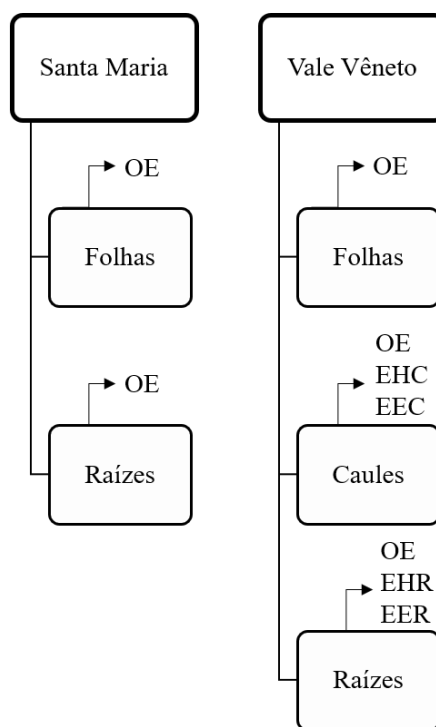 Santa Maria
OE
Folhas
OE
Raízes
Vale Vêneto
OE
Folhas
OE
EHC
EEC
Caules
OE
EHR
EER
Raízes